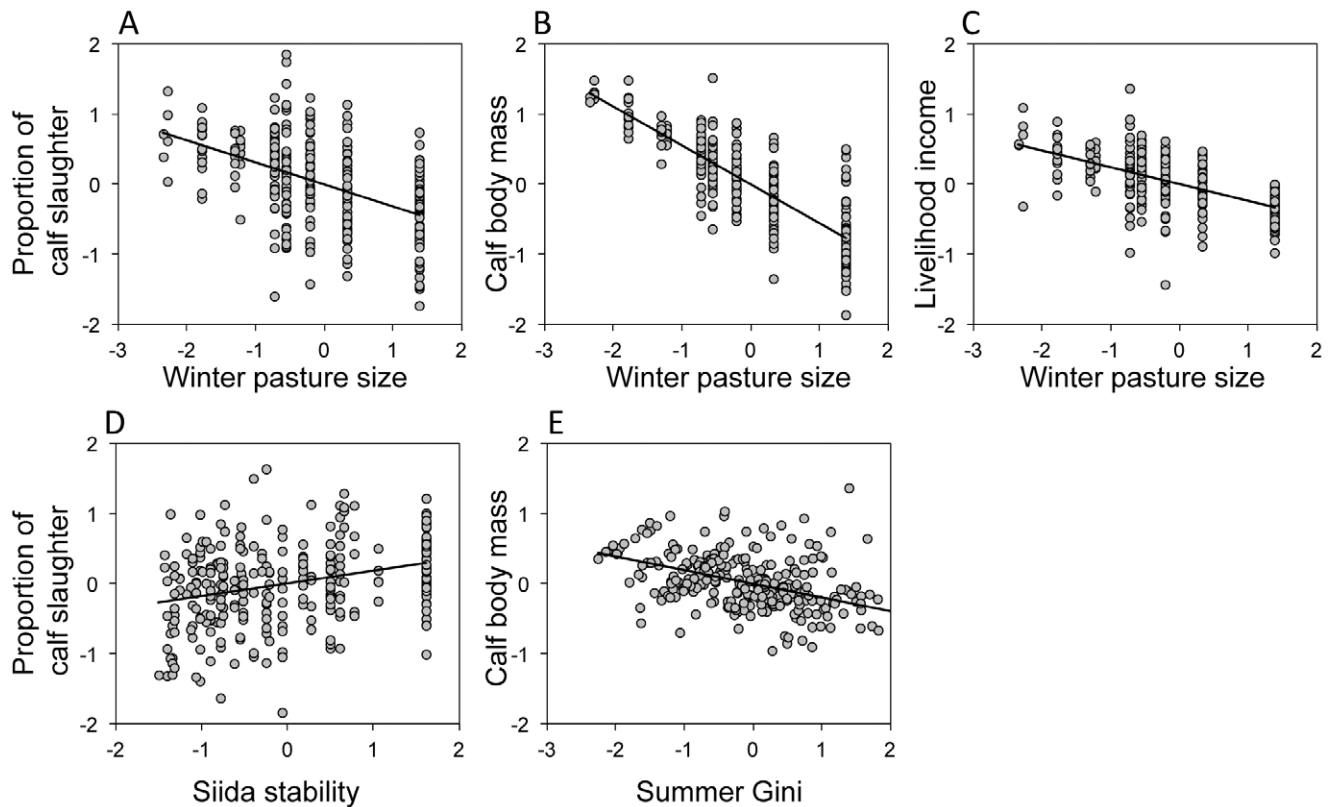 A
Proportion of
calf slaughter
2
1
0
-1
-2
-3 -2 -1 0 1 2
Winter pasture size
B
Calf body mass
2
1
0
-1
-2
-3 -2 -1 0 1 2
Winter pasture size
C
Livelihood income
2
1
0
-1
-2
-3 -2 -1 0 1 2
Winter pasture size
D
Proportion of
calf slaughter
2
1
0
-1
-2
-2 -1 0 1 2
Siida stability
E
Calf body mass
2
1
0
-1
-2
-3 -2 -1 0 1 2
Summer Gini